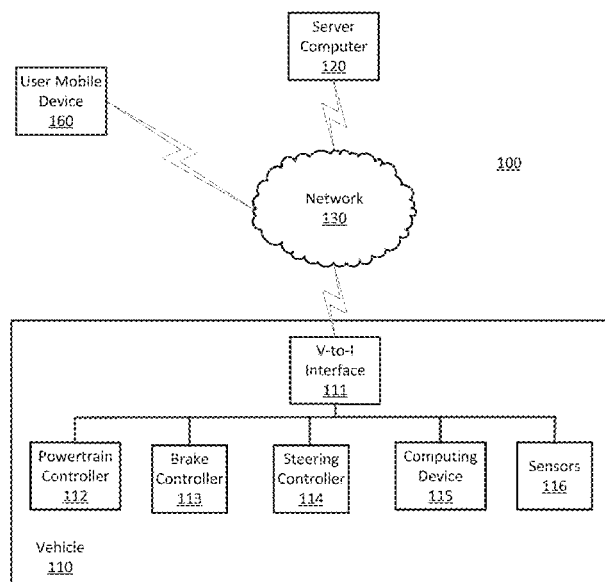 Server
Computer
120
User Mobile
Device
160
100
Network
130
V-to-I
Interface
111
Powertrain
Controller
112
Brake
Controller
113
Steering
Controller
114
Computing
Device
115
Sensors
116
Vehicle
110